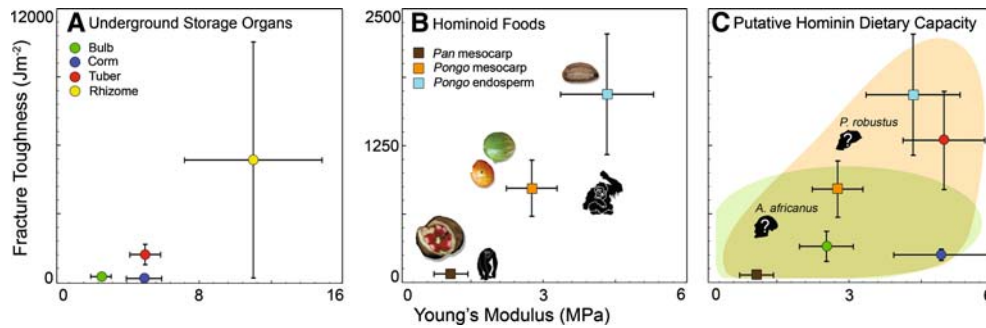 A Underground Storage Organs
Bulb
Corm
Tuber
Rhizome
12000
0
Fracture Toughness (Jm-2)
0
8
16
B Hominoid Foods
Pan mesocarp
Pongo mesocarp
Pongo endosperm
2500
1250
0
0
3
6
Young's Modulus (MPa)
C Putative Hominin Dietary Capacity
P. robustus
?
A. africanus
?
3
6